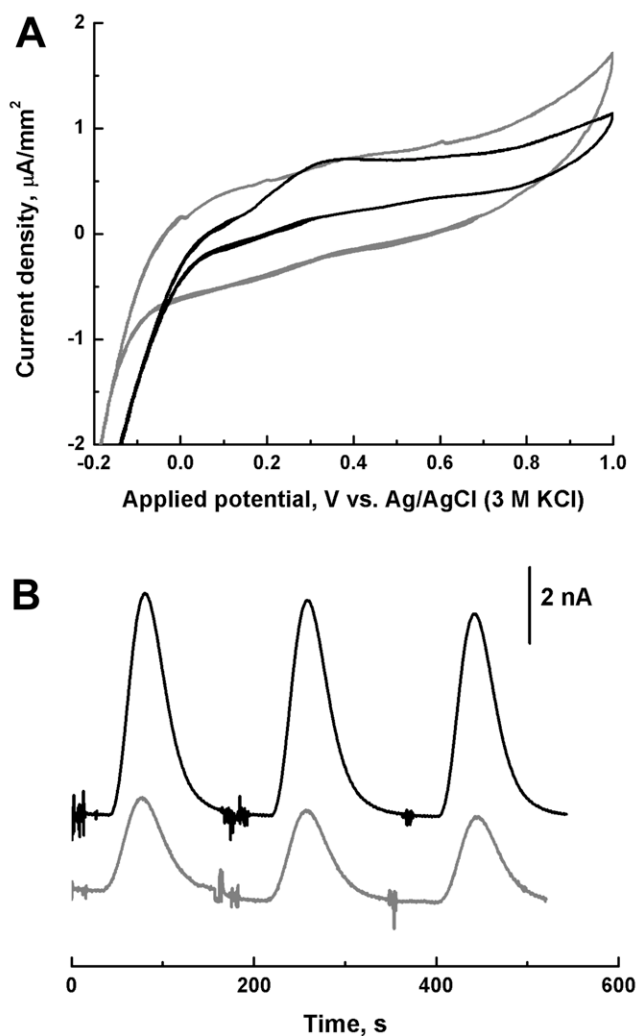 A
2
1
0
-1
-2
Current density, µA/mm²
-0.2 0.0 0.2 0.4 0.6 0.8 1.0
Applied potential, V vs. Ag/AgCl (3 M KCl)
B
2 nA
0 200 400 600
Time, s